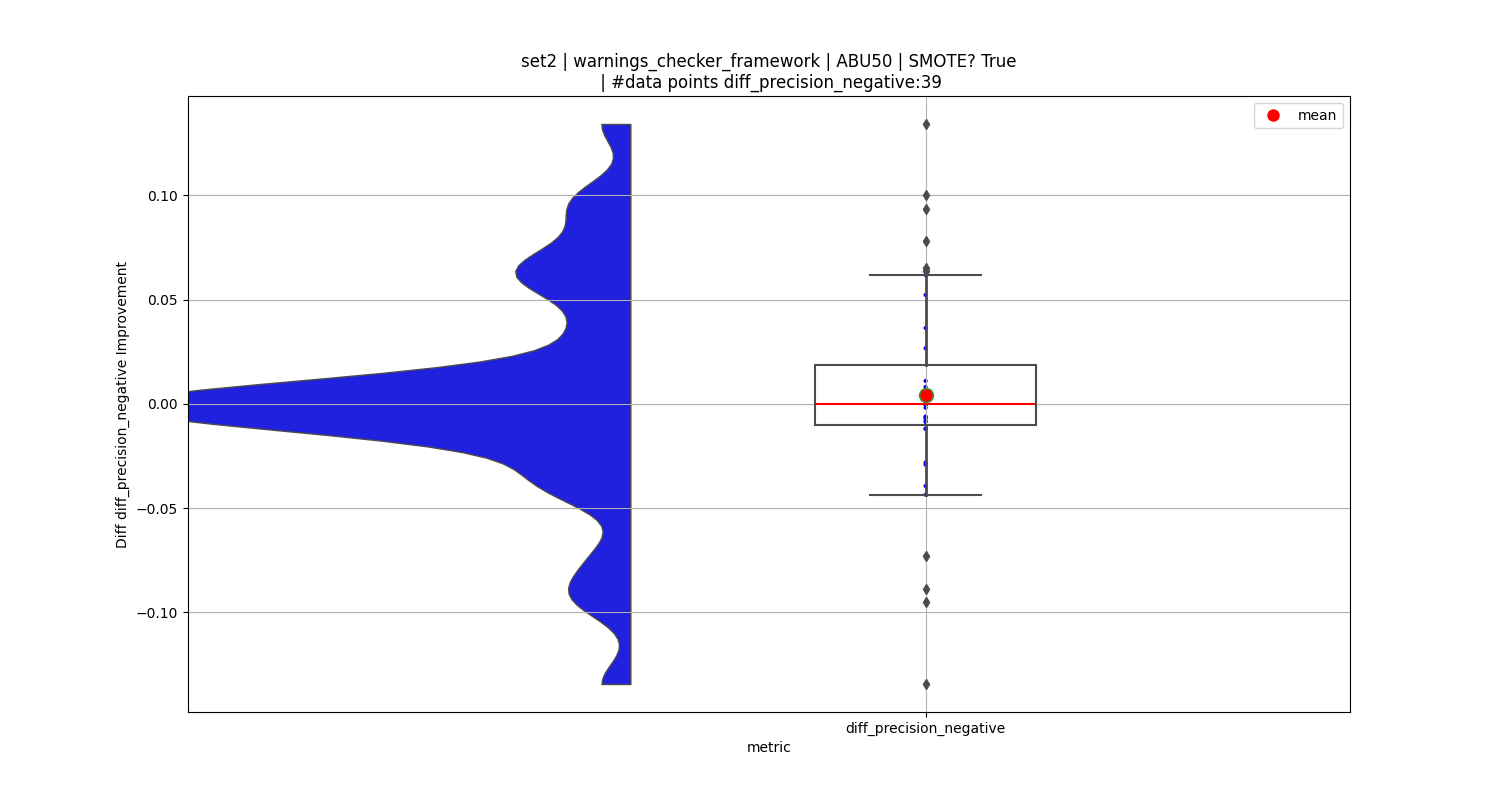 set2 | warnings_checker_framework | ABU50 | SMOTE? True
| #data points diff_precision_negative:39
mean
0.10
0.05
0.00
−0.05
−0.10
Diff diff_precision_negative Improvement
diff_precision_negative
metric